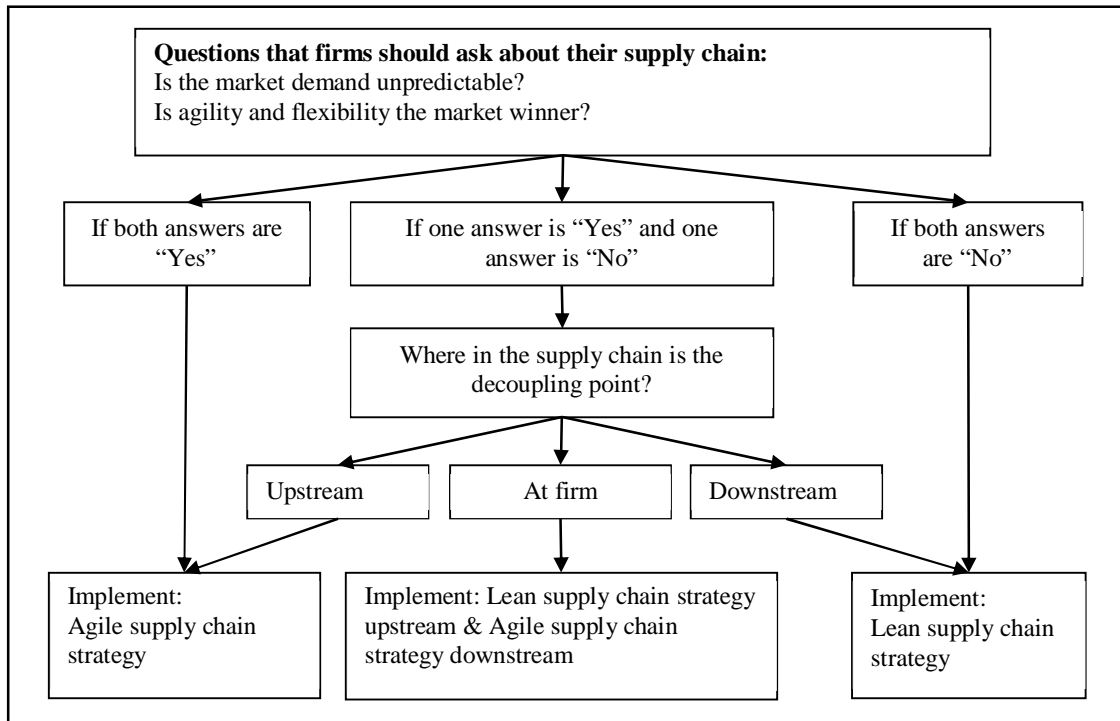 Questions that firms should ask about their supply chain:
Is the market demand unpredictable?
Is agility and flexibility the market winner?
If both answers are
“Yes”
If one answer is “Yes” and one
answer is “No”
If both answers
are “No”
Where in the supply chain is the
decoupling point?
Upstream
At firm
Downstream
Implement:
Agile supply chain
strategy
Implement: Lean supply chain strategy
upstream & Agile supply chain
strategy downstream
Implement:
Lean supply chain
strategy